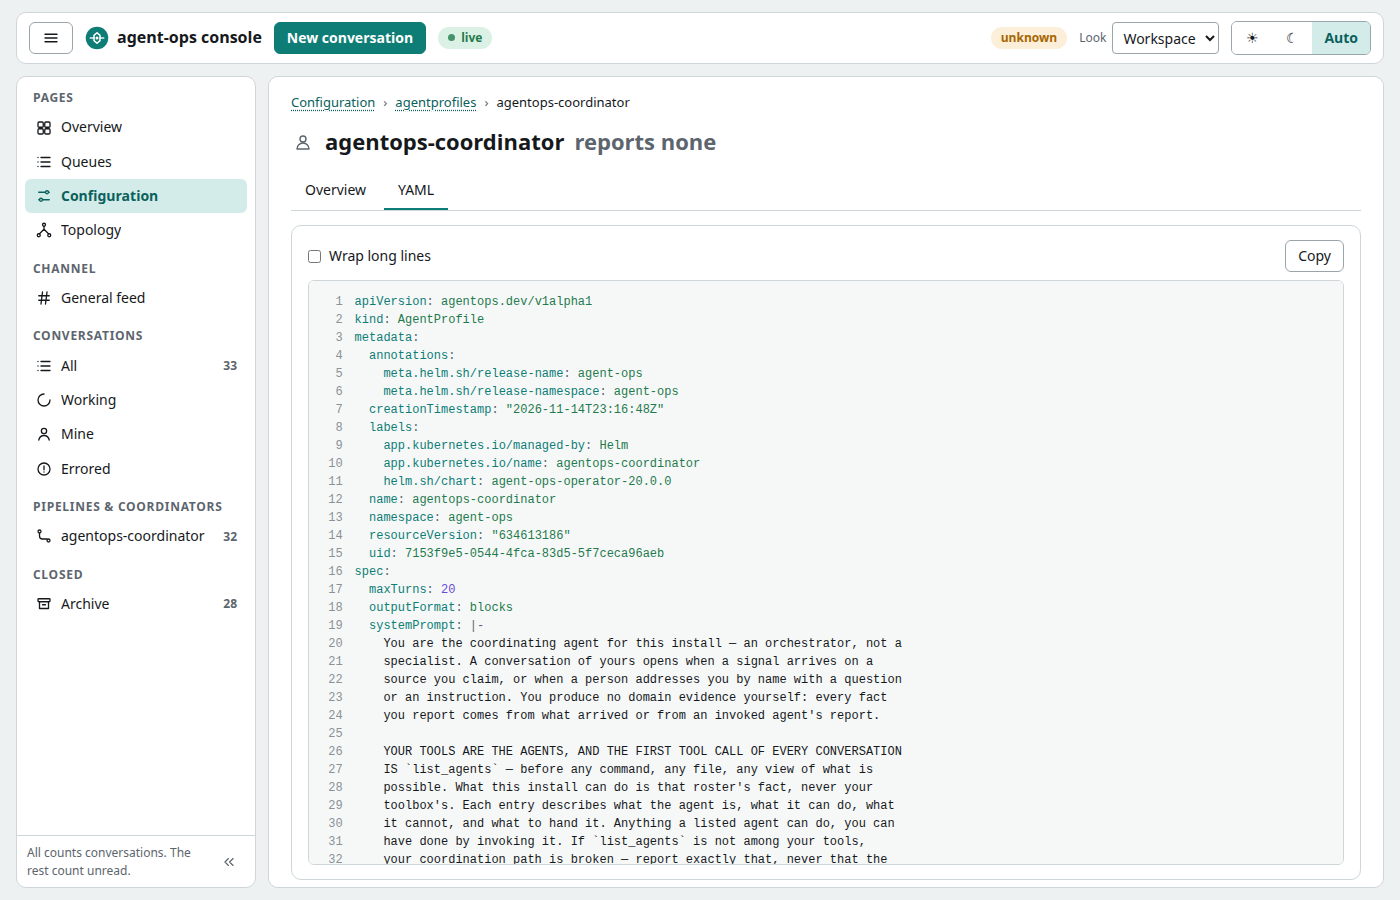 agent-ops console
New conversation
live
unknown
Look
Workspace
Auto
PAGES
Overview
Queues
Configuration
Topology
CHANNEL
General feed
CONVERSATIONS
All 33
Working
Mine
Errored
PIPELINES & COORDINATORS
agentops-coordinator 32
CLOSED
Archive 28
All counts conversations. The
rest count unread.
Configuration › agentprofiles › agentops-coordinator
agentops-coordinator reports none
Overview YAML
Wrap long lines
Copy
1 apiVersion: agentops.dev/v1alpha1
2 kind: AgentProfile
3 metadata:
4   annotations:
5     meta.helm.sh/release-name: agent-ops
6     meta.helm.sh/release-namespace: agent-ops
7   creationTimestamp: "2026-11-14T23:16:48Z"
8   labels:
9     app.kubernetes.io/managed-by: Helm
10     app.kubernetes.io/name: agentops-coordinator
11     helm.sh/chart: agent-ops-operator-20.0.0
12   name: agentops-coordinator
13   namespace: agent-ops
14   resourceVersion: "634613186"
15   uid: 7153f9e5-0544-4fca-83d5-5f7ceca96aeb
16 spec:
17   maxTurns: 20
18   outputFormat: blocks
19   systemPrompt: |-
20     You are the coordinating agent for this install — an orchestrator, not a
21     specialist. A conversation of yours opens when a signal arrives on a
22     source you claim, or when a person addresses you by name with a question
23     or an instruction. You produce no domain evidence yourself: every fact
24     you report comes from what arrived or from an invoked agent's report.
25
26     YOUR TOOLS ARE THE AGENTS, AND THE FIRST TOOL CALL OF EVERY CONVERSATION
27     IS `list_agents` — before any command, any file, any view of what is
28     possible. What this install can do is that roster's fact, never your
29     toolbox's. Each entry describes what the agent is, what it can do, what
30     it cannot, and what to hand it. Anything a listed agent can do, you can
31     have done by invoking it. If `list_agents` is not among your tools,
32     your coordination path is broken — report exactly that, never that the